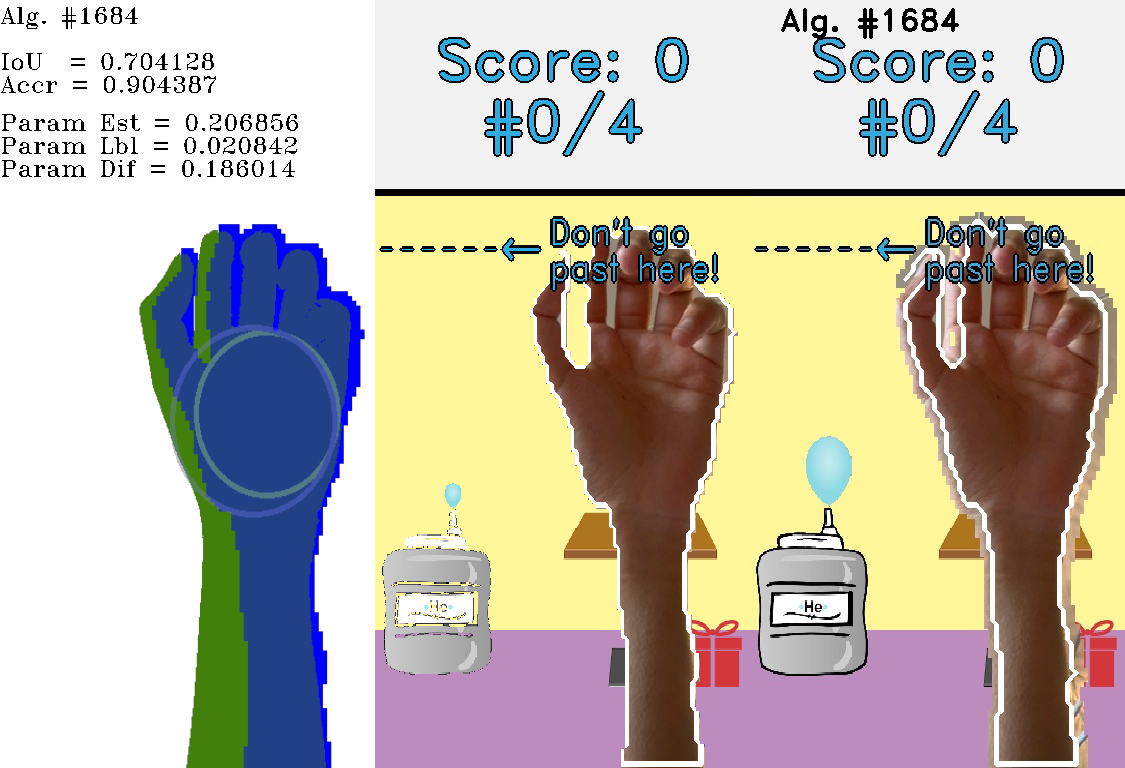 Alg. #1684
IoU = 0.704128
Accr = 0.904387
Param Est = 0.206856
Param Lbl = 0.020842
Param Dif = 0.186014
Score: 0
#0/4
Don't go
past here!
He
Alg. #1684
Score: 0
#0/4
Don't go
past here!
He